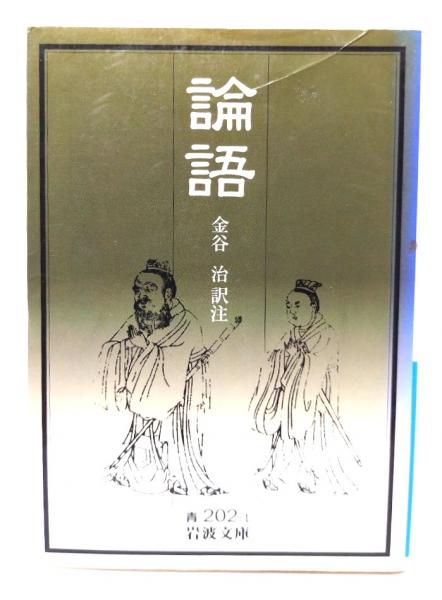 論語
金谷 治訳注
青 202-1
岩波文庫